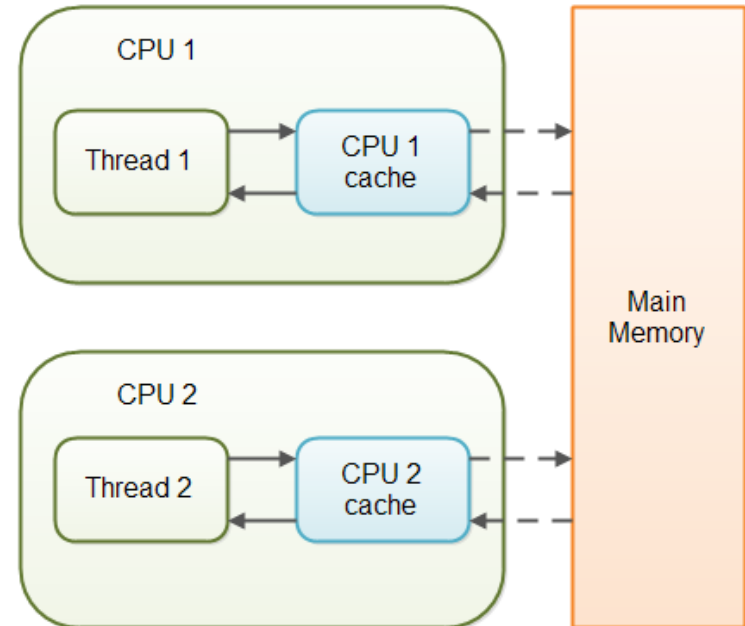 CPU 1
Thread 1
CPU 1
cache
Main
Memory
CPU 2
Thread 2
CPU 2
cache